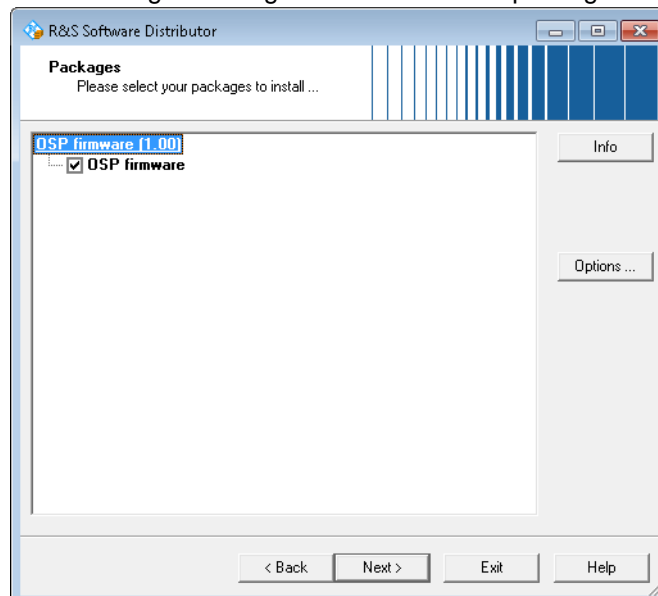 R&S Software Distributor
Packages
Please select your packages to install ...
OSP firmware (1.00)
OSP firmware
Info
Options ...
< Back
Next >
Exit
Help